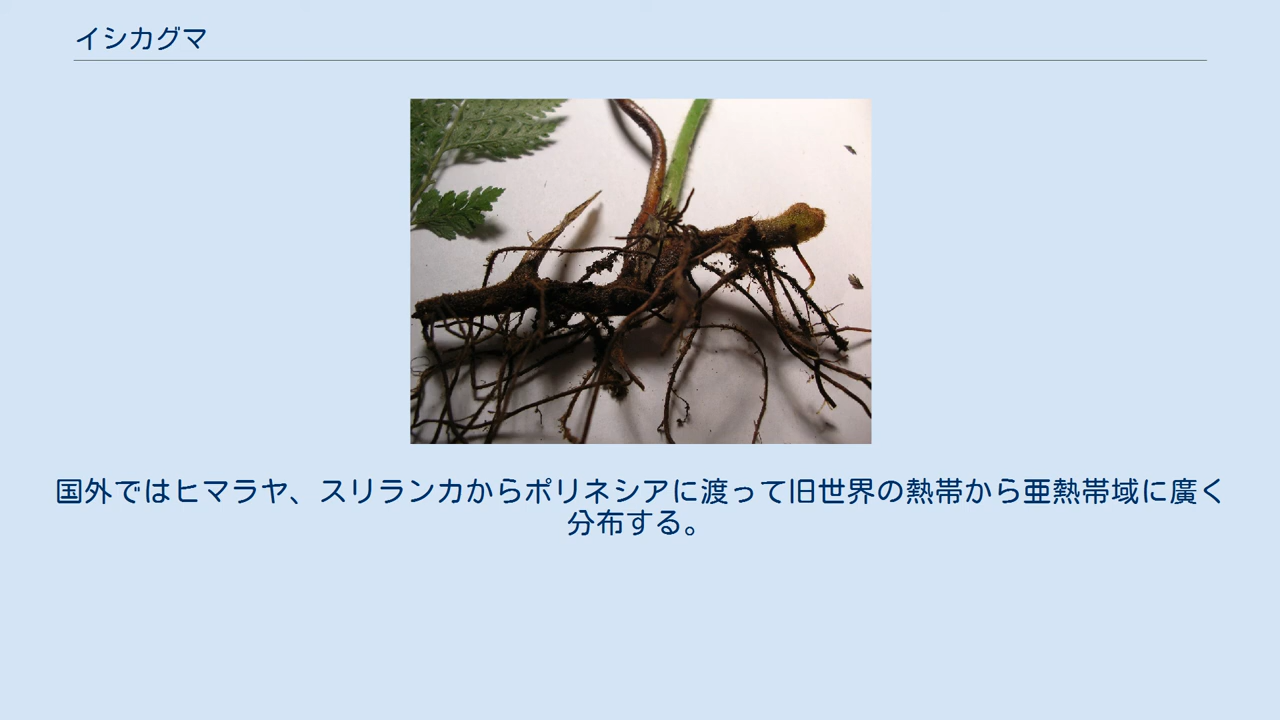 イシカグマ
国外ではヒマラヤ、スリランカからポリネシアに渡って旧世界の熱帯から亜熱帯域に廣く
分布する。